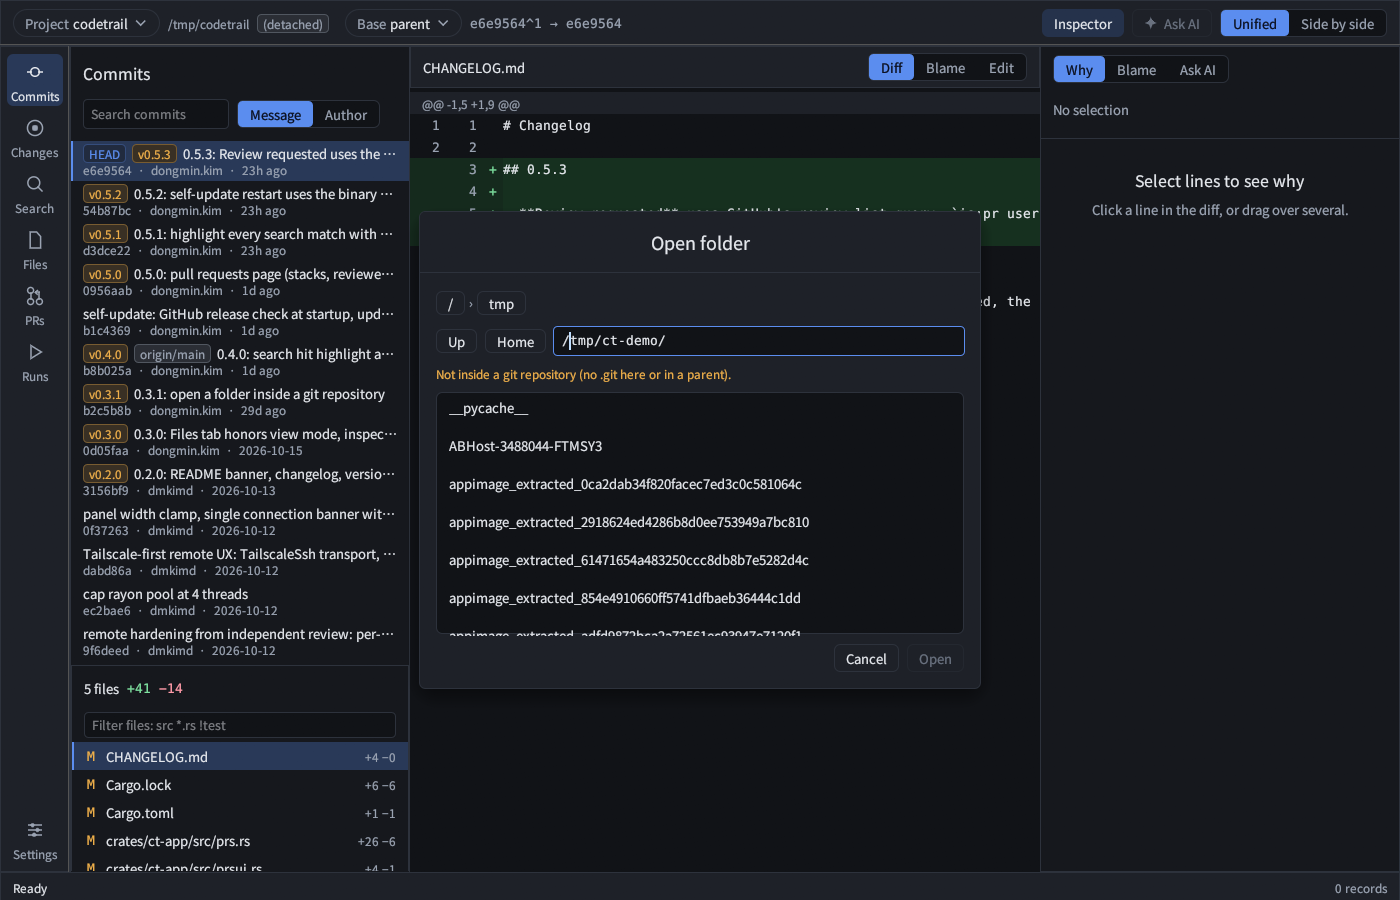 Project codetrail /tmp/codetrail (detached) Base parent e6e9564^1 → e6e9564 Inspector Ask AI Unified Side by side
Commits
Changes
Search
Files
PRs
Runs
Settings
Commits
Search commits Message Author
HEAD v0.5.3 0.5.3: Review requested uses the ⋯
e6e9564 · dongmin.kim · 23h ago
v0.5.2 0.5.2: self-update restart uses the binary ⋯
54b87bc · dongmin.kim · 23h ago
v0.5.1 0.5.1: highlight every search match with ⋯
d3dce22 · dongmin.kim · 23h ago
v0.5.0 0.5.0: pull requests page (stacks, reviewe⋯
0956aab · dongmin.kim · 1d ago
self-update: GitHub release check at startup, upd⋯
b1c4369 · dongmin.kim · 1d ago
v0.4.0 origin/main 0.4.0: search hit highlight a⋯
b8b025a · dongmin.kim · 1d ago
v0.3.1 0.3.1: open a folder inside a git repository
b2c5b8b · dongmin.kim · 29d ago
v0.3.0 0.3.0: Files tab honors view mode, inspec⋯
0d05faa · dongmin.kim · 2026-10-15
v0.2.0 0.2.0: README banner, changelog, versio⋯
3156bf9 · dmkimd · 2026-10-13
panel width clamp, single connection banner wit⋯
0f37263 · dmkimd · 2026-10-12
Tailscale-first remote UX: TailscaleSsh transport, ⋯
dabd86a · dmkimd · 2026-10-12
cap rayon pool at 4 threads
ec2bae6 · dmkimd · 2026-10-12
remote hardening from independent review: per-⋯
9f6deed · dmkimd · 2026-10-12
5 files +41 −14
Filter files: src *.rs !test
M CHANGELOG.md +4 −0
M Cargo.lock +6 −6
M Cargo.toml +1 −1
M crates/ct-app/src/prs.rs +26 −6
M crates/ct-app/src/prsui.rs +4 −1
CHANGELOG.md Diff Blame Edit
@@ -1,5 +1,9 @@
1 1 # Changelog
2 2
3 + ## 0.5.3
4 +
ed, the
Open folder
/ › tmp
Up Home /tmp/ct-demo/
Not inside a git repository (no .git here or in a parent).
__pycache__
ABHost-3488044-FTMSY3
appimage_extracted_0ca2dab34f820facec7ed3c0c581064c
appimage_extracted_2918624ed4286b8d0ee753949a7bc810
appimage_extracted_61471654a483250ccc8db8b7e5282d4c
appimage_extracted_854e4910660ff5741dfbaeb36444c1dd
Cancel Open
Why Blame Ask AI
No selection
Select lines to see why
Click a line in the diff, or drag over several.
Ready 0 records